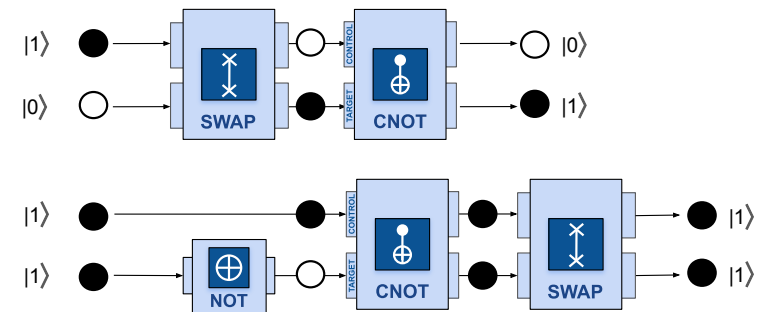 |1⟩ |0⟩
|0⟩ |1⟩
SWAP
CONTROL
TARGET
CNOT
|1⟩ |1⟩
|1⟩ |1⟩
NOT
CONTROL
TARGET
CNOT
SWAP